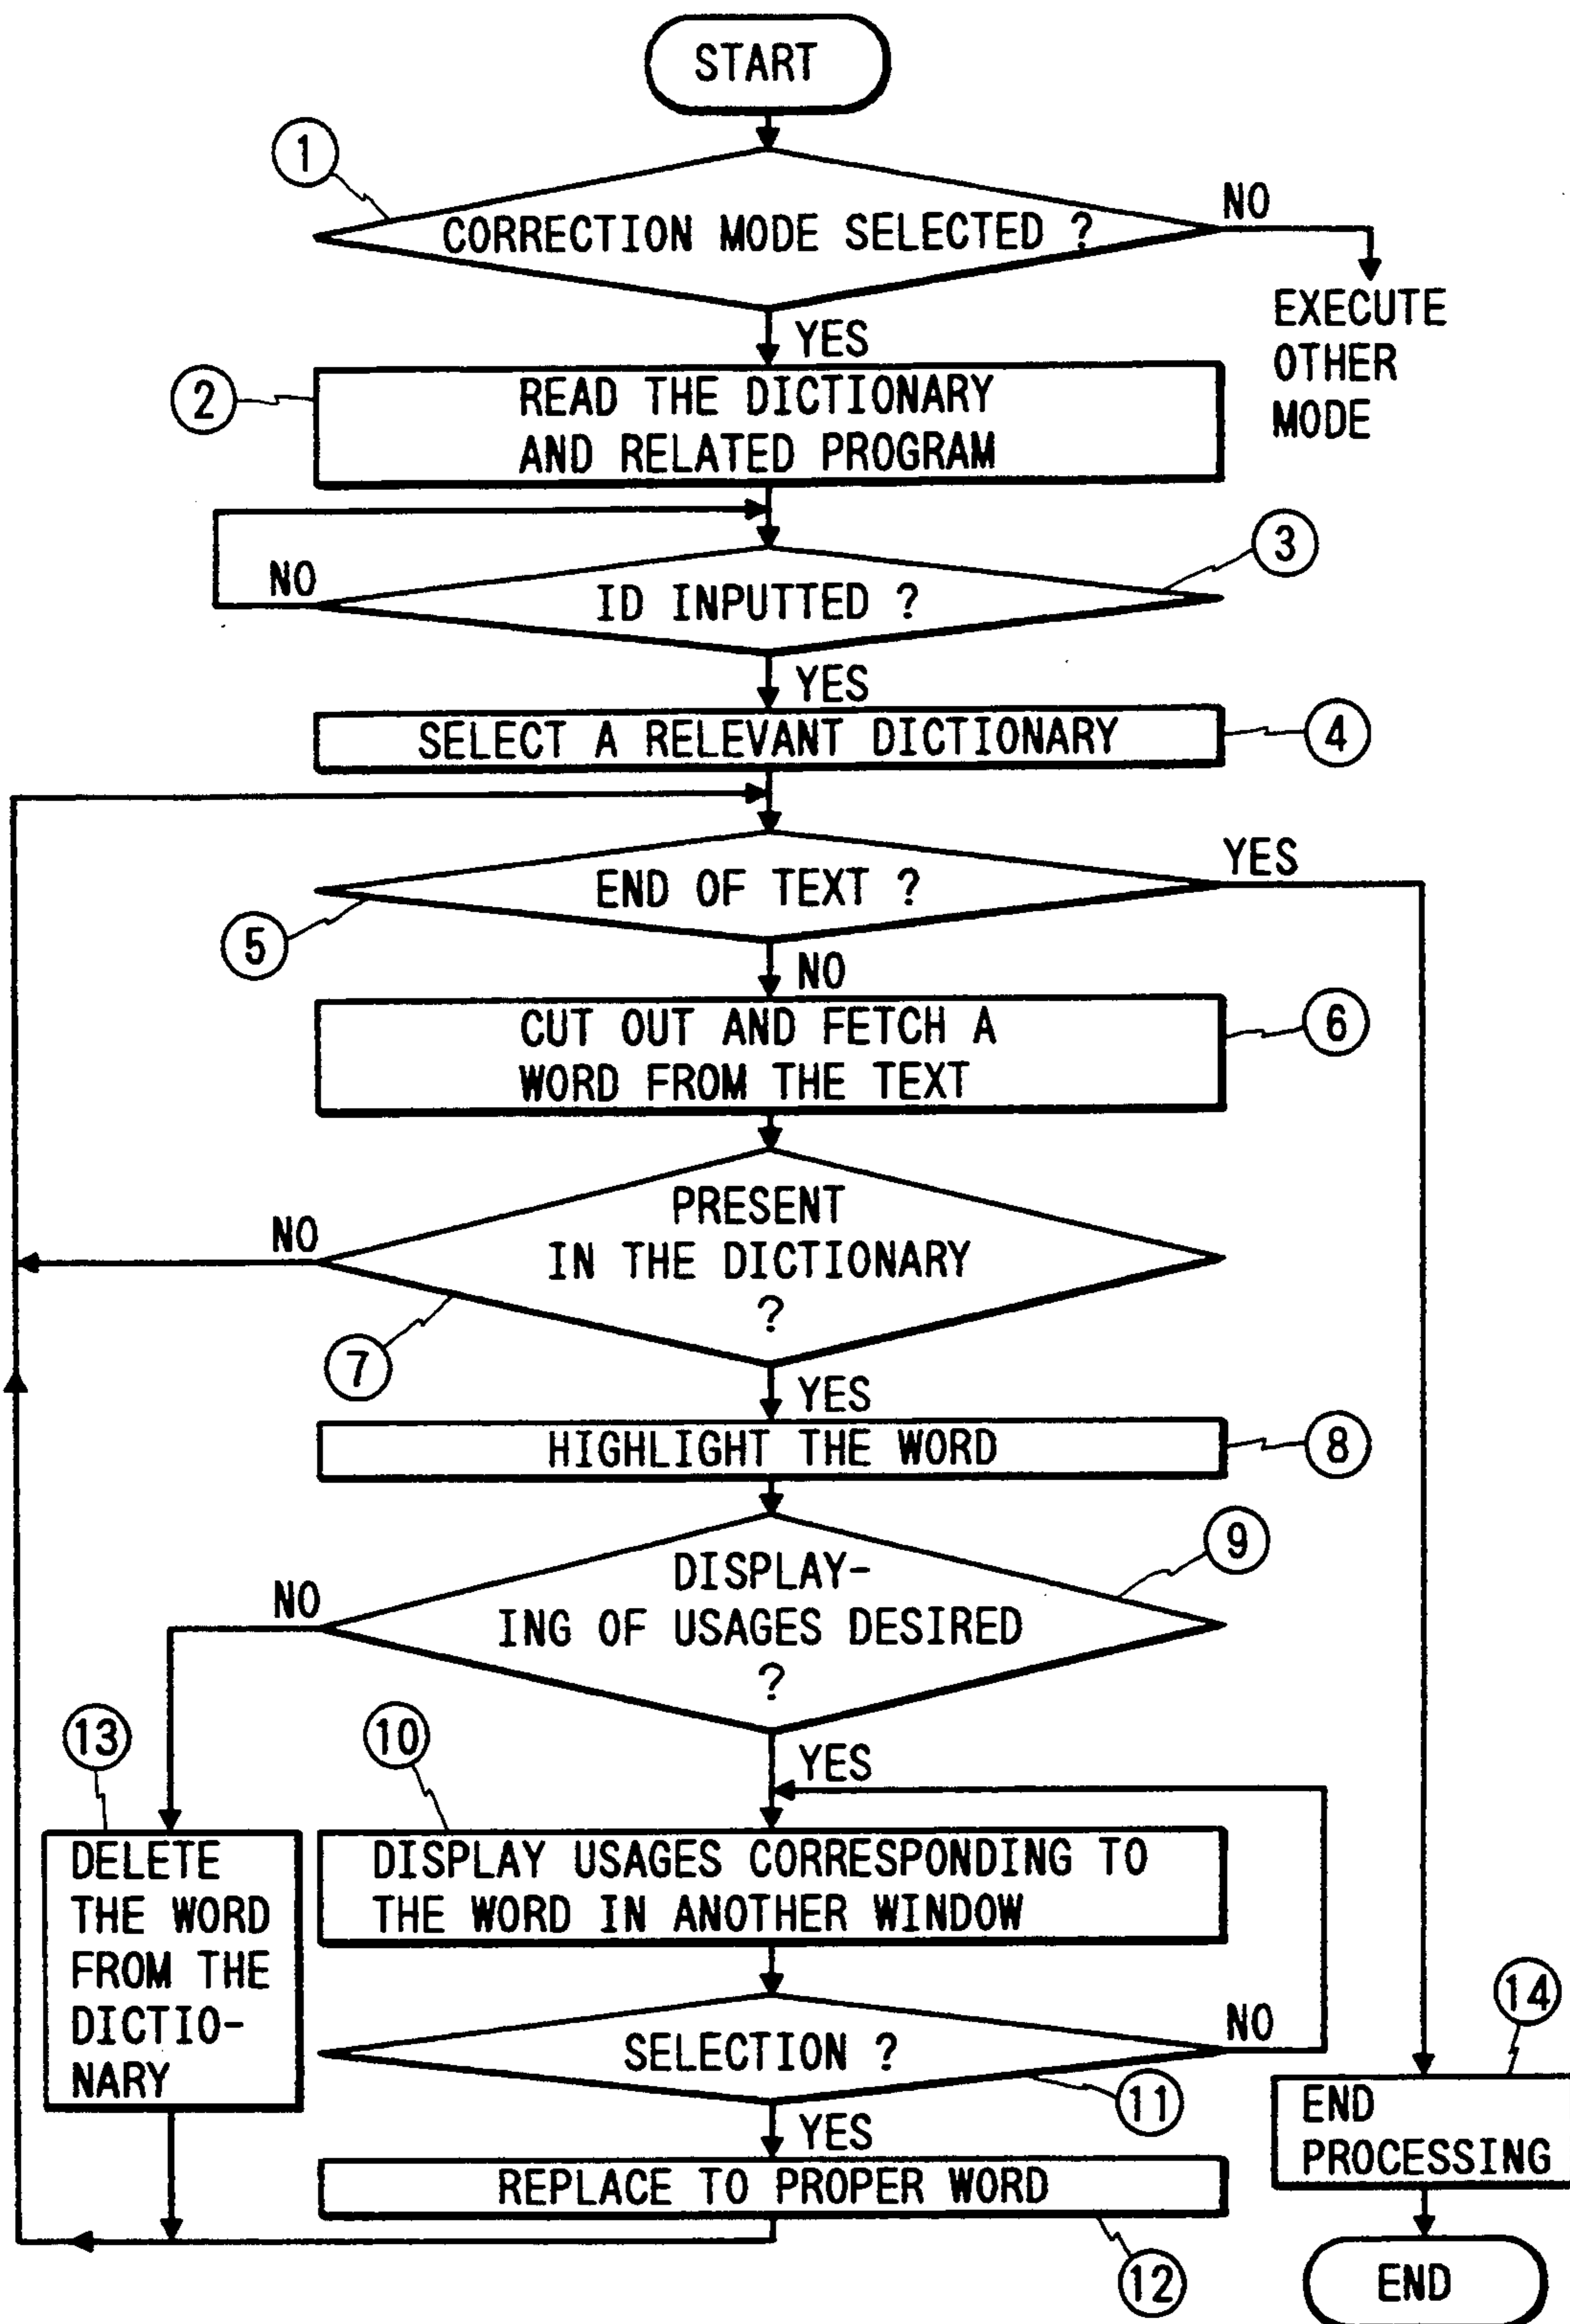 START
1
CORRECTION MODE SELECTED ?
NO
EXECUTE
OTHER
MODE
YES
2
READ THE DICTIONARY
AND RELATED PROGRAM
3
NO
ID INPUTTED ?
YES
SELECT A RELEVANT DICTIONARY
4
YES
END OF TEXT ?
5
NO
CUT OUT AND FETCH A
WORD FROM THE TEXT
6
PRESENT
NO
IN THE DICTIONARY
?
7
YES
HIGHLIGHT THE WORD
8
9
DISPLAY-
NO
ING OF USAGES DESIRED
?
13
10
YES
DELETE
THE WORD
FROM THE
DICTIO-
NARY
DISPLAY USAGES CORRESPONDING TO
THE WORD IN ANOTHER WINDOW
14
NO
SELECTION ?
11
END
PROCESSING
YES
REPLACE TO PROPER WORD
12
END